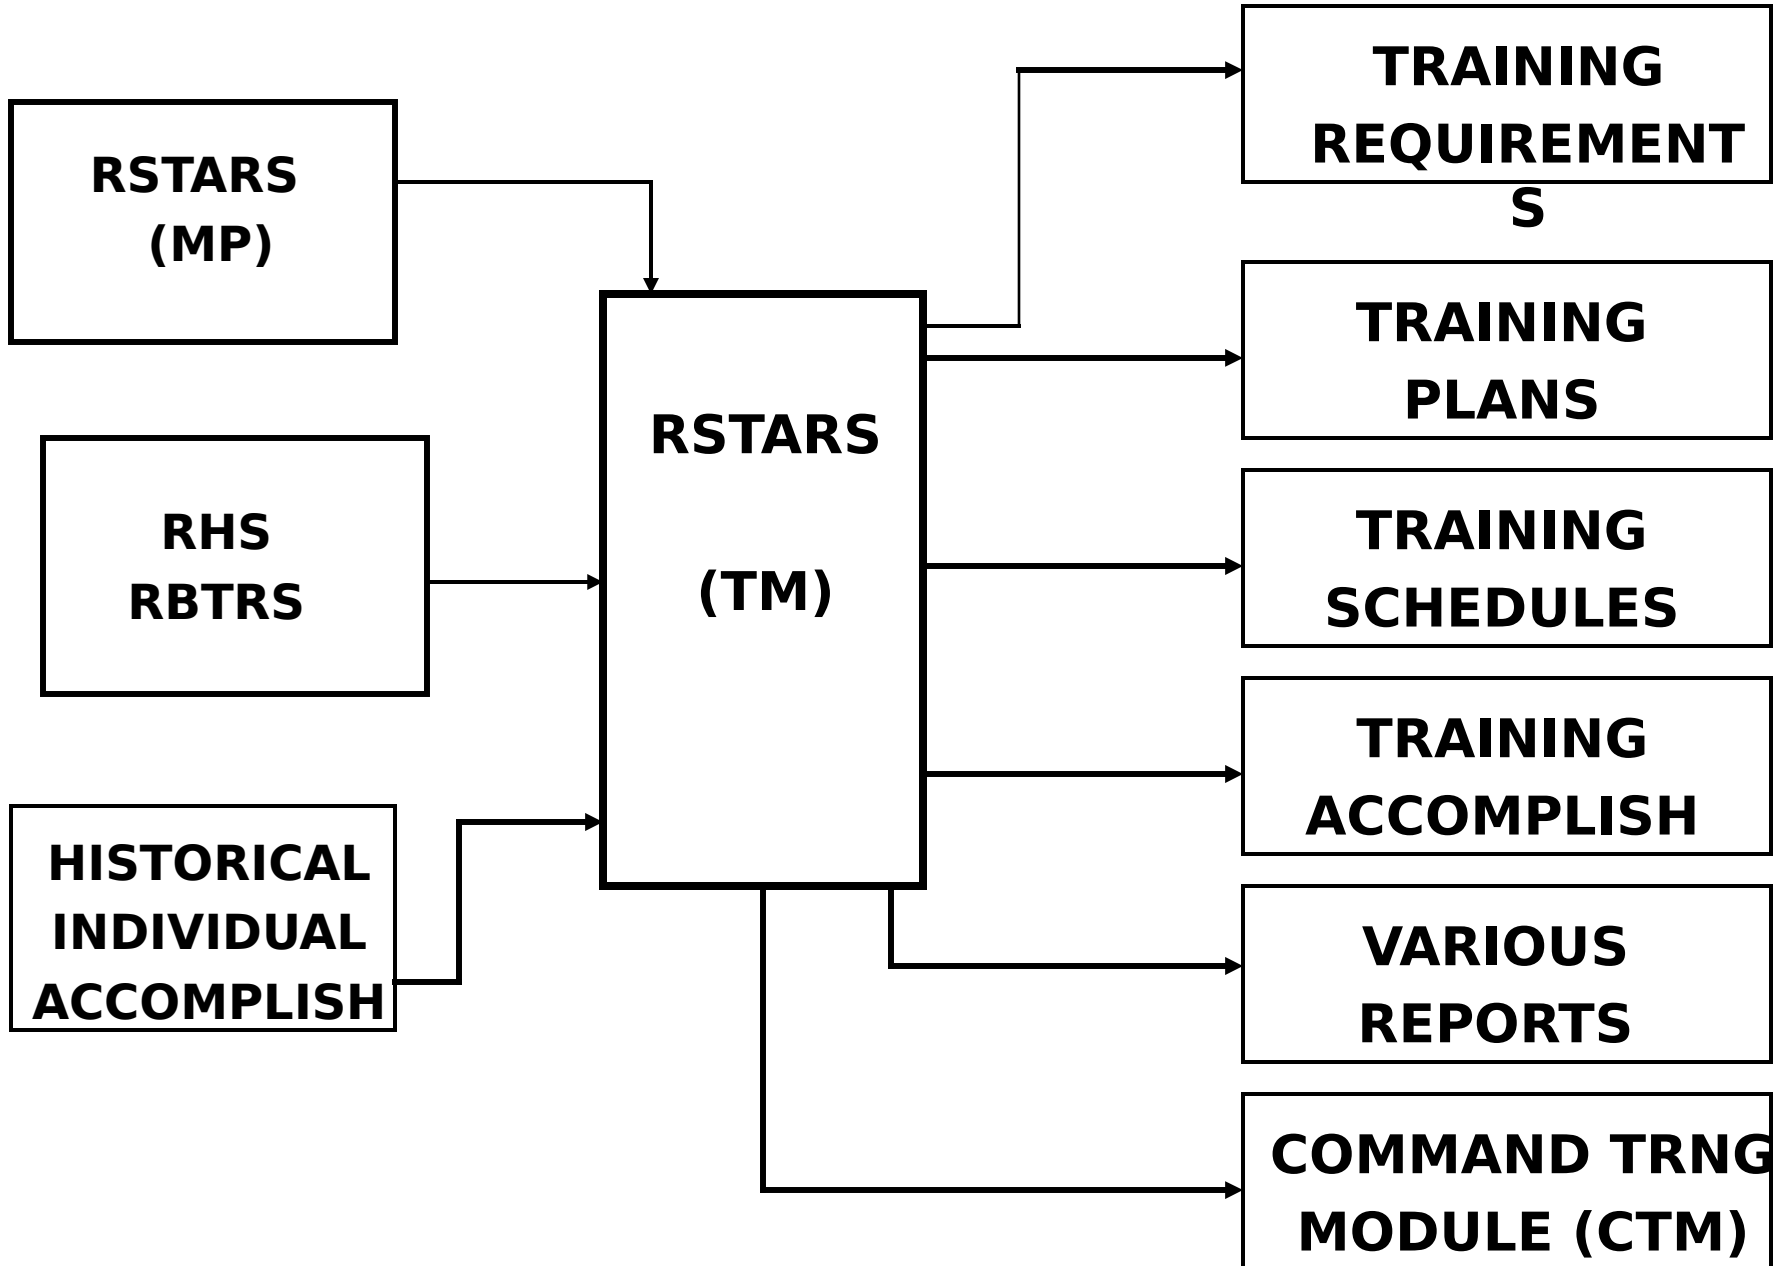 RSTARS
(MP)
RHS
RBTRS
HISTORICAL
INDIVIDUAL
ACCOMPLISH
RSTARS
(TM)
TRAINING
REQUIREMENT
S
TRAINING
PLANS
TRAINING
SCHEDULES
TRAINING
ACCOMPLISH
VARIOUS
REPORTS
COMMAND TRNG
MODULE (CTM)